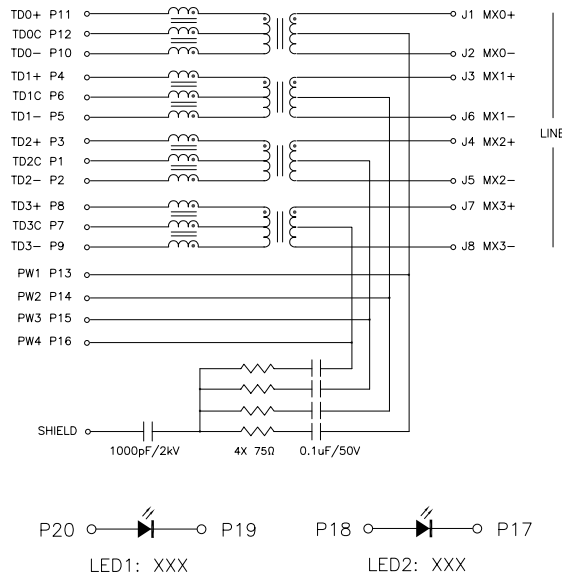 TD0+ P11 J1 MX0+
TD0C P12
TD0- P10 J2 MX0-
TD1+ P4 J3 MX1+
TD1C P6
TD1- P5 J6 MX1-
LINE
TD2+ P3 J4 MX2+
TD2C P1
TD2- P2 J5 MX2-
TD3+ P8 J7 MX3+
TD3C P7
TD3- P9 J8 MX3-
PW1 P13
PW2 P14
PW3 P15
PW4 P16
SHIELD
1000pF/2kV 4X 75Ω 0.1uF/50V
P20 P19 P18 P17
LED1: XXX LED2: XXX